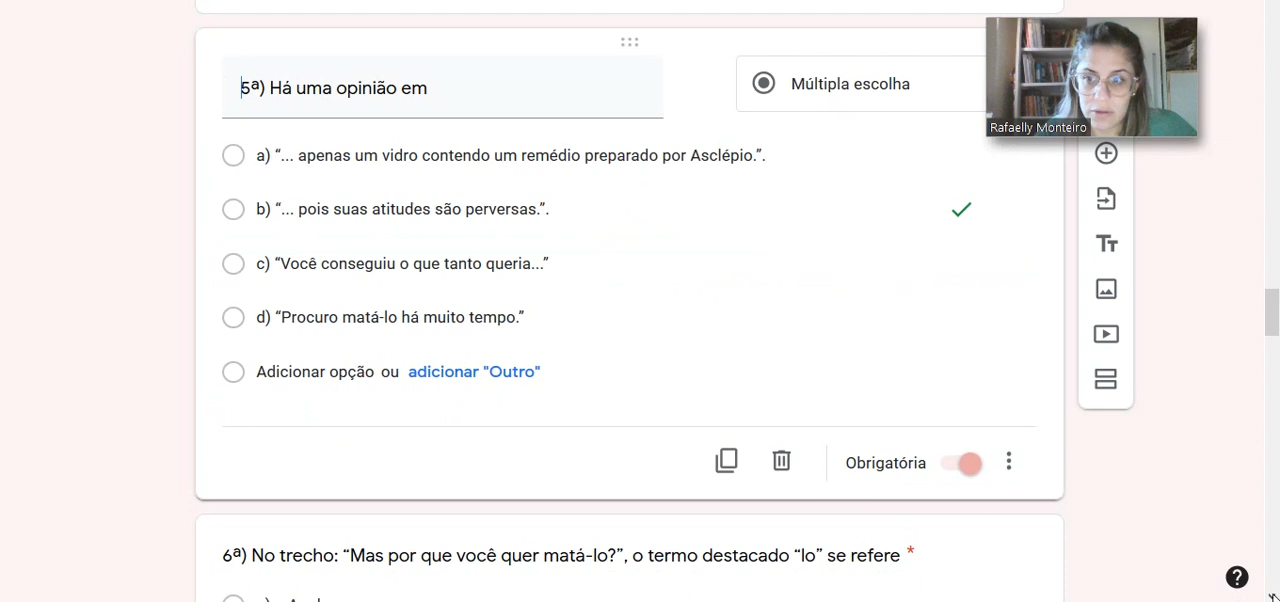 5ª) Há uma opinião em
Múltipla escolha
Rafaelly Monteiro
a) “... apenas um vidro contendo um remédio preparado por Asclépio.”.
b) “... pois suas atitudes são perversas.”.
c) “Você conseguiu o que tanto queria...”
d) “Procuro matá-lo há muito tempo.”
Adicionar opção ou adicionar "Outro"
Obrigatória
6ª) No trecho: “Mas por que você quer matá-lo?”, o termo destacado “lo” se refere *